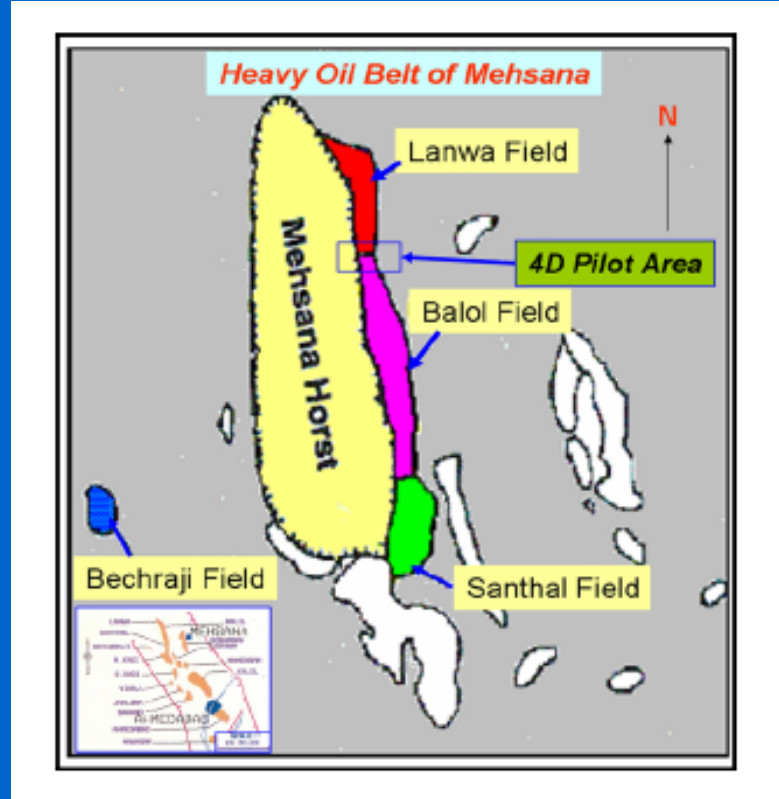 Heavy Oil Belt of Mehsana
N
Lanwa Field
4D Pilot Area
Balol Field
Mehsana Horst
Bechraji Field
Santhal Field
MEHSANA